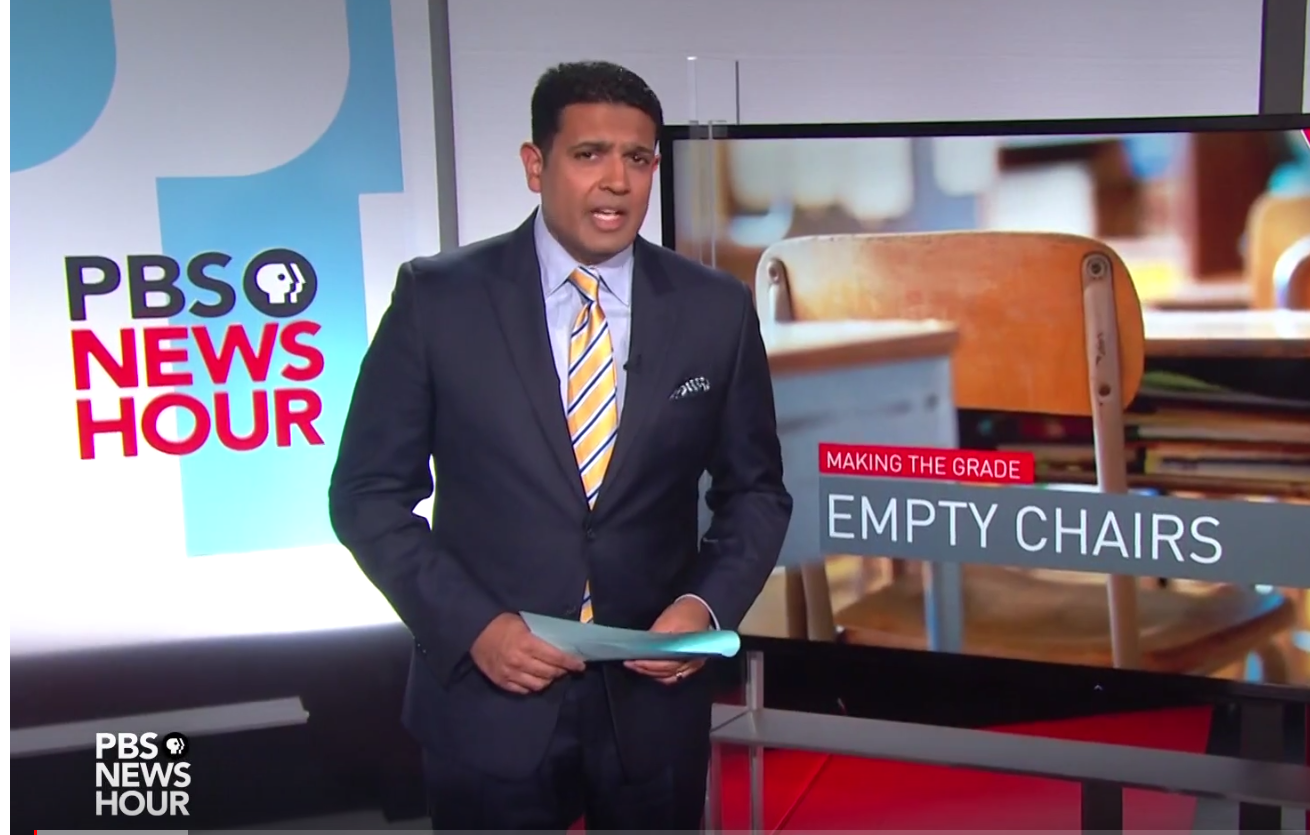 PBS
NEWS
HOUR
MAKING THE GRADE
EMPTY CHAIRS
PBS
NEWS
HOUR